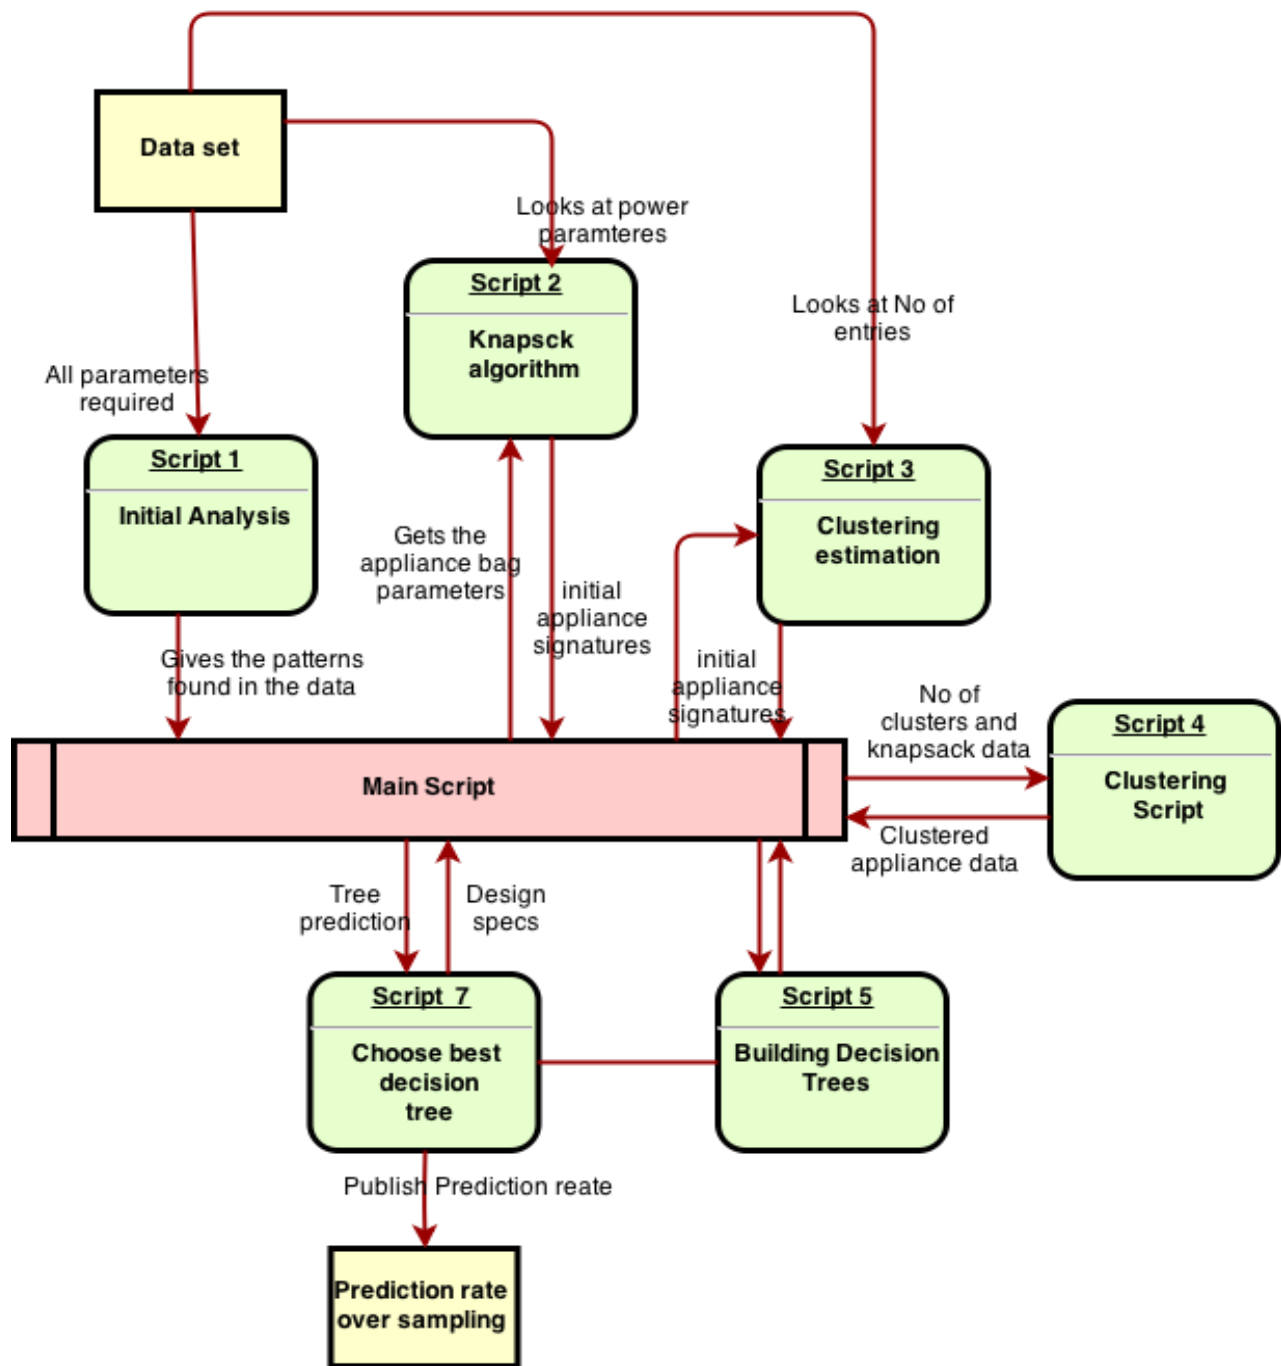 Data set
Looks at power
paramteres
Script 2
Knapsck
algorithm
Looks at No of
entries
All parameters
required
Script 1
Initial Analysis
Script 3
Clustering
estimation
Gets the
appliance bag
parameters
initial
appliance
signatures
Gives the patterns
found in the data
initial
appliance
signatures
No of
clusters and
knapsack data
Script 4
Clustering
Script
Main Script
Clustered
appliance data
Tree
prediction
Design
specs
Script 7
Choose best
decision
tree
Script 5
Building Decision
Trees
Publish Prediction reate
Prediction rate
over sampling